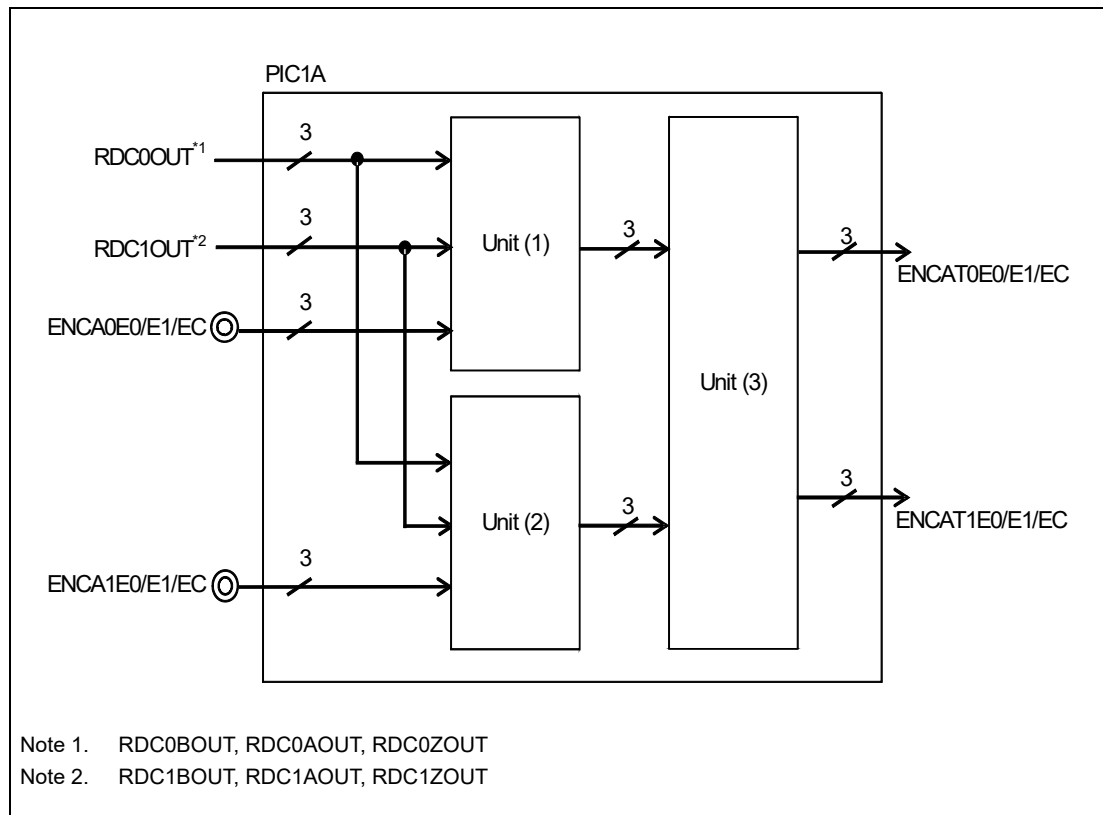 PIC1A
3
RDC0OUT*1
3
RDC1OUT*2
3
ENCA0E0/E1/EC
Unit (1)
3
Unit (3)
3
ENCAT0E0/E1/EC
Unit (2)
3
3
ENCAT1E0/E1/EC
3
ENCA1E0/E1/EC
Note 1. RDC0BOUT, RDC0AOUT, RDC0ZOUT
Note 2. RDC1BOUT, RDC1AOUT, RDC1ZOUT